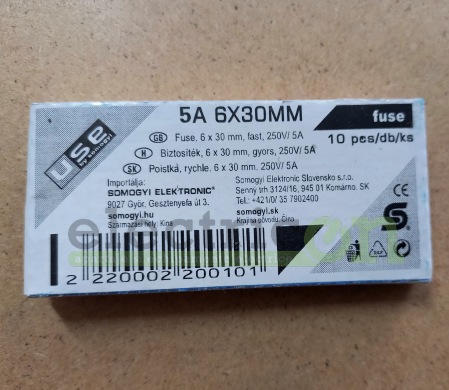 use
by somogyi
5A 6X30MM
fuse
10 pcs/db/ks
GB Fuse, 6 x 30 mm, fast, 250V/ 5A
H Biztosíték, 6 x 30 mm, gyors, 250V/ 5A
SK Poistka, rychle. 6 x 30 mm, 250V/ 5A
Importálja:
SOMOGYI ELEKTRONIC®
9027 Győr, Gesztenyefa út 3.
somogyi.hu
Származási hely: Kína
Somogyi Elektronic Slovensko s.r.o.
Senný trh 3124/16, 945 01 Komárno, SK
Tel.: +421/0/ 35 7902400
somogyi.sk
Krajina pôvodu: Čína
CE
2 220002 200101